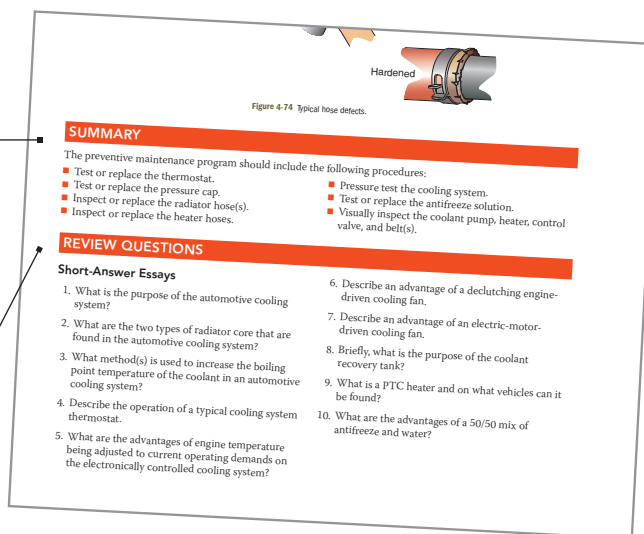 Hardened
Figure 4-74 Typical hose defects.
SUMMARY
The preventive maintenance program should include the following procedures:
■ Test or replace the thermostat.
■ Test or replace the pressure cap.
■ Inspect or replace the radiator hose(s).
■ Inspect or replace the heater hoses.
■ Pressure test the cooling system.
■ Test or replace the antifreeze solution.
■ Visually inspect the coolant pump, heater, control
valve, and belt(s).
REVIEW QUESTIONS
Short-Answer Essays
1. What is the purpose of the automotive cooling
system?
2. What are the two types of radiator core that are
found in the automotive cooling system?
3. What method(s) is used to increase the boiling
point temperature of the coolant in an automotive
cooling system?
4. Describe the operation of a typical cooling system
thermostat.
5. What are the advantages of engine temperature
being adjusted to current operating demands on
the electronically controlled cooling system?
6. Describe an advantage of a declutching engine-
driven cooling fan.
7. Describe an advantage of an electric-motor-
driven cooling fan.
8. Briefly, what is the purpose of the coolant
recovery tank?
9. What is a PTC heater and on what vehicles can it
be found?
10. What are the advantages of a 50/50 mix of
antifreeze and water?